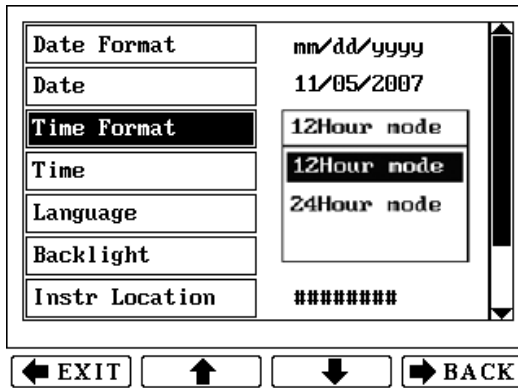 Date Format mm/dd/yyyy
Date 11/05/2007
Time Format 12Hour mode
Time 12Hour mode
Language 24Hour mode
Backlight
Instr Location ########
EXIT BACK